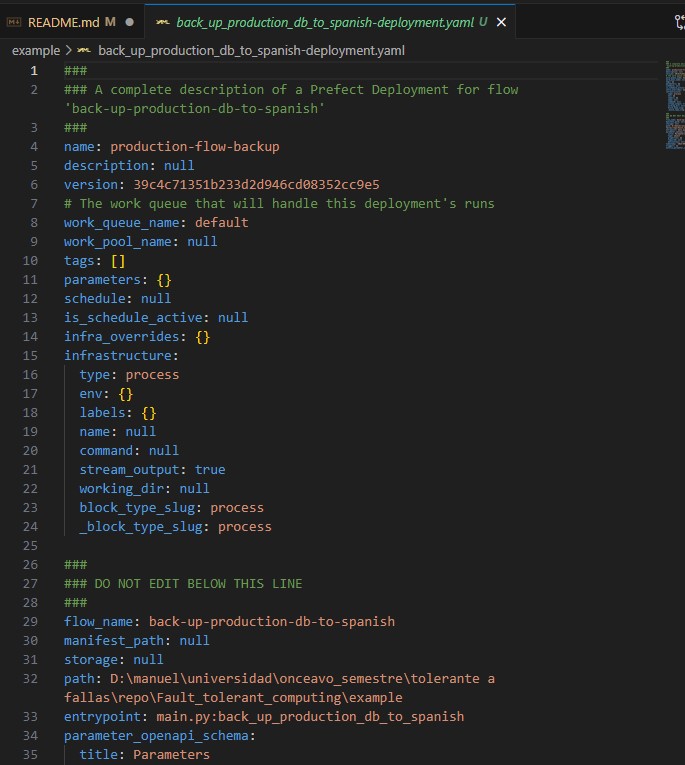 README.md M
back_up_production_db_to_spanish-deployment.yaml U
example > back_up_production_db_to_spanish-deployment.yaml
1 ###
2 ### A complete description of a Prefect Deployment for flow
'back-up-production-db-to-spanish'
3 ###
4 name: production-flow-backup
5 description: null
6 version: 39c4c71351b233d2d946cd08352cc9e5
7 # The work queue that will handle this deployment's runs
8 work_queue_name: default
9 work_pool_name: null
10 tags: []
11 parameters: {}
12 schedule: null
13 is_schedule_active: null
14 infra_overrides: {}
15 infrastructure:
16 type: process
17 env: {}
18 labels: {}
19 name: null
20 command: null
21 stream_output: true
22 working_dir: null
23 block_type_slug: process
24 _block_type_slug: process
25
26 ###
27 ### DO NOT EDIT BELOW THIS LINE
28 ###
29 flow_name: back-up-production-db-to-spanish
30 manifest_path: null
31 storage: null
32 path: D:\manuel\universidad\onceavo_semestre\tolerante a
fallas\repo\Fault_tolerant_computing\example
33 entrypoint: main.py:back_up_production_db_to_spanish
34 parameter_openapi_schema:
35 title: Parameters